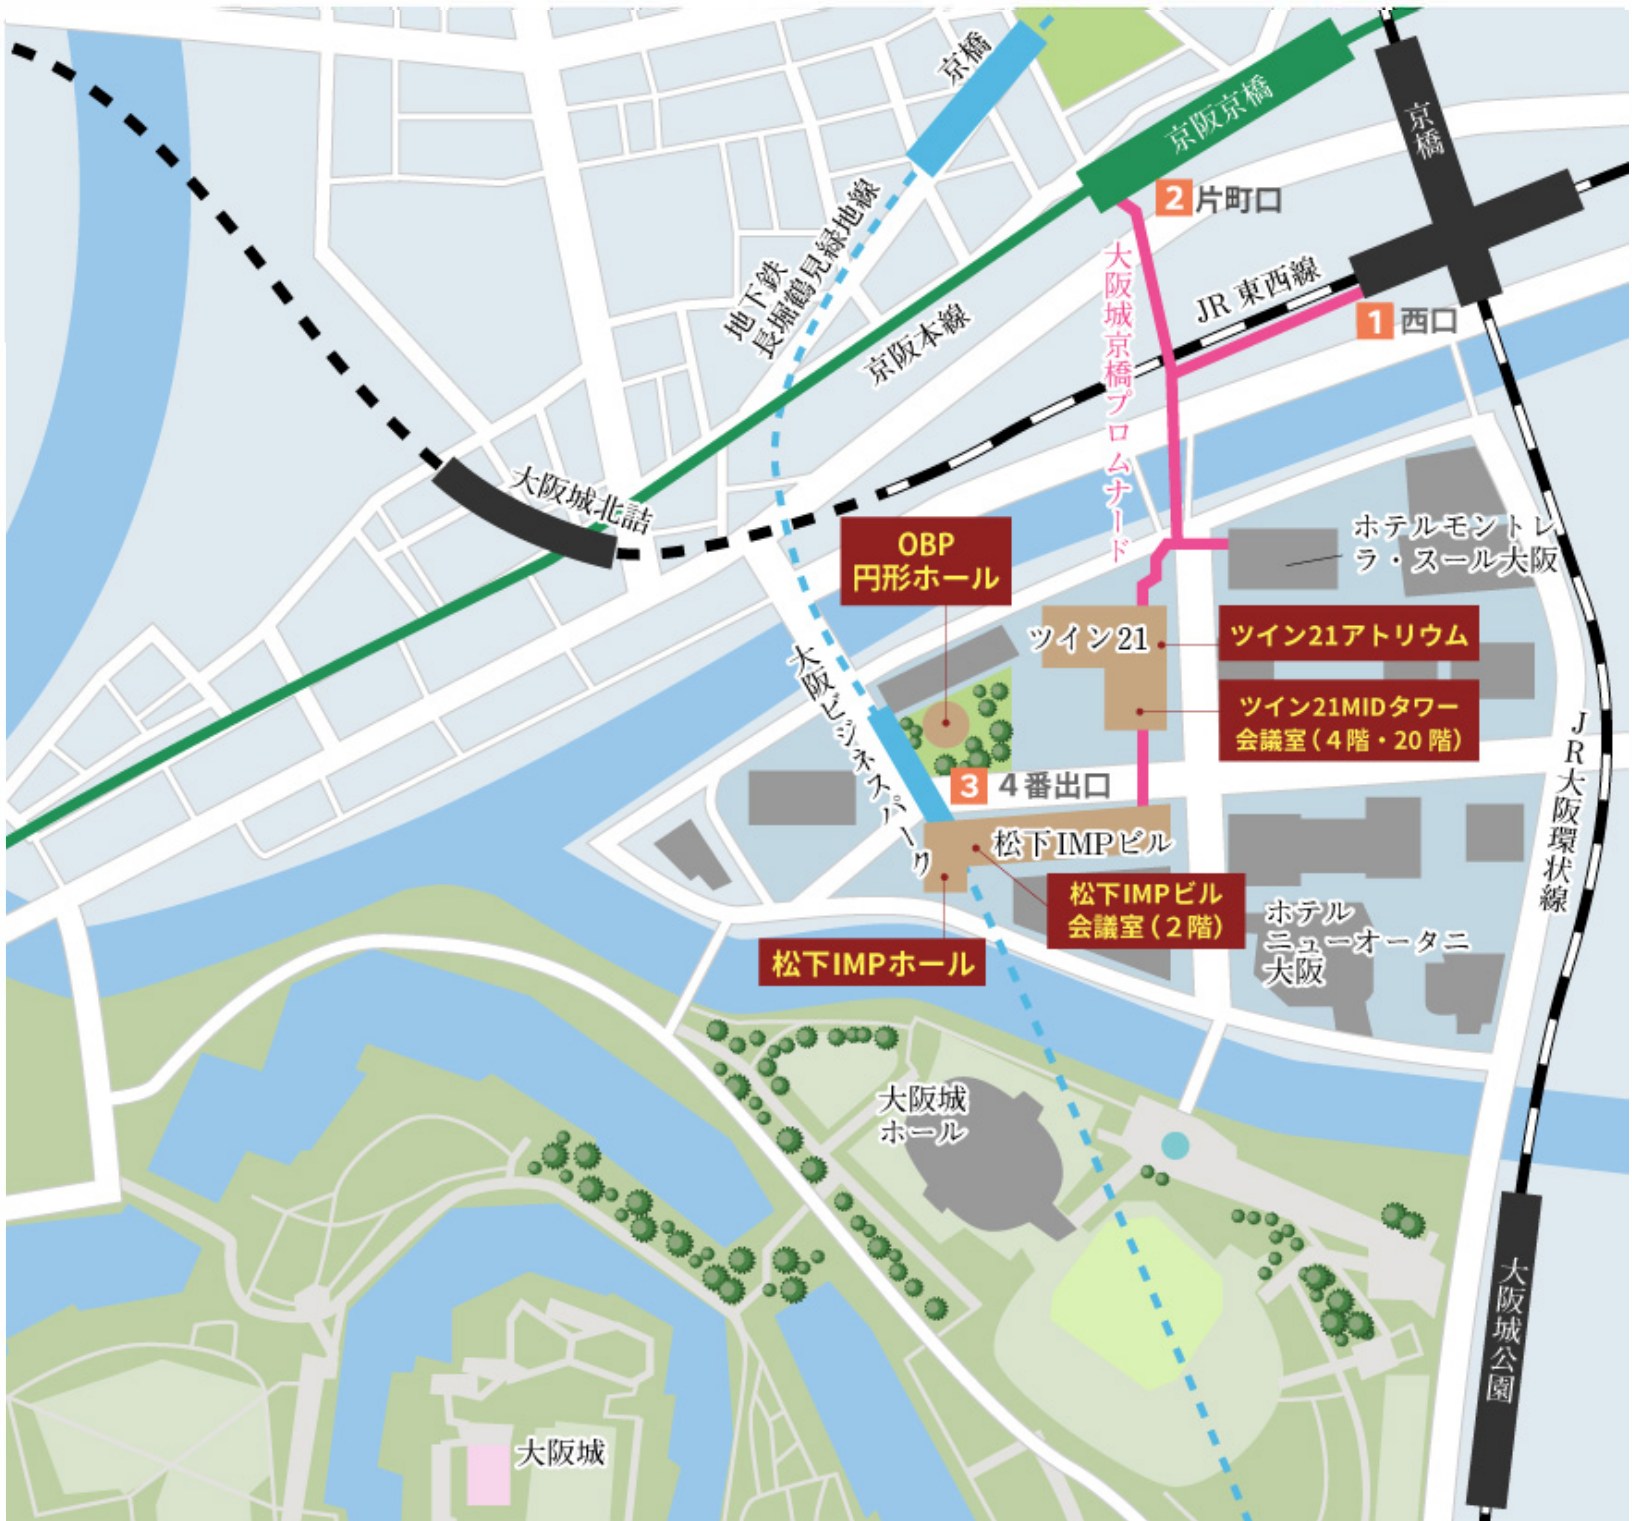 京橋
京阪京橋
京橋
2 片町口
地下鉄
長堀鶴見緑地線
大阪城京橋プロムナード
JR 東西線
1 西口
京阪本線
大阪城北詰
OBP
円形ホール
ホテルモントレ
ラ・スール大阪
ツイン21
ツイン21アトリウム
ツイン21MIDタワー
会議室(4階・20階)
大阪ビジネスパーク
3 4番出口
JR大阪環状線
松下IMPビル
松下IMPビル
会議室(2階)
松下IMPホール
ホテル
ニューオータニ
大阪
大阪城
ホール
大阪城公園
大阪城